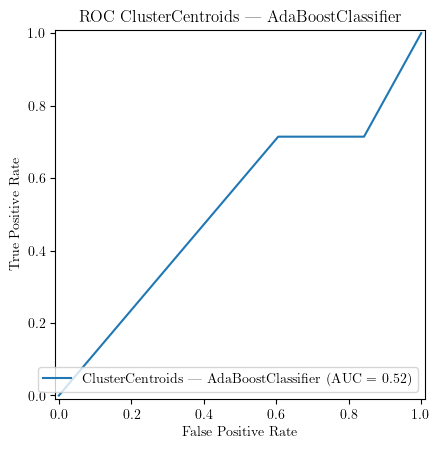 ROC ClusterCentroids — AdaBoostClassifier
1.0
0.8
0.6
0.4
0.2
0.0
True Positive Rate
ClusterCentroids — AdaBoostClassifier (AUC = 0.52)
0.0 0.2 0.4 0.6 0.8 1.0
False Positive Rate